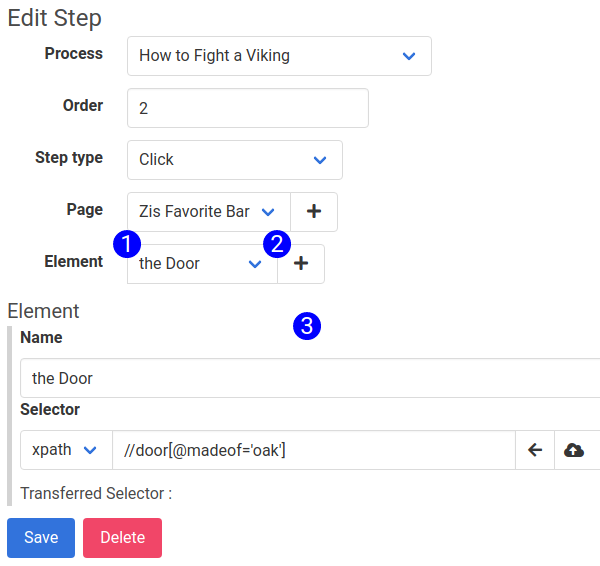 Edit Step
Process How to Fight a Viking
Order 2
Step type Click
Page Zis Favorite Bar
1 2
Element the Door
Element
3
Name
the Door
Selector
xpath //door[@madeof='oak']
Transferred Selector :
Save Delete